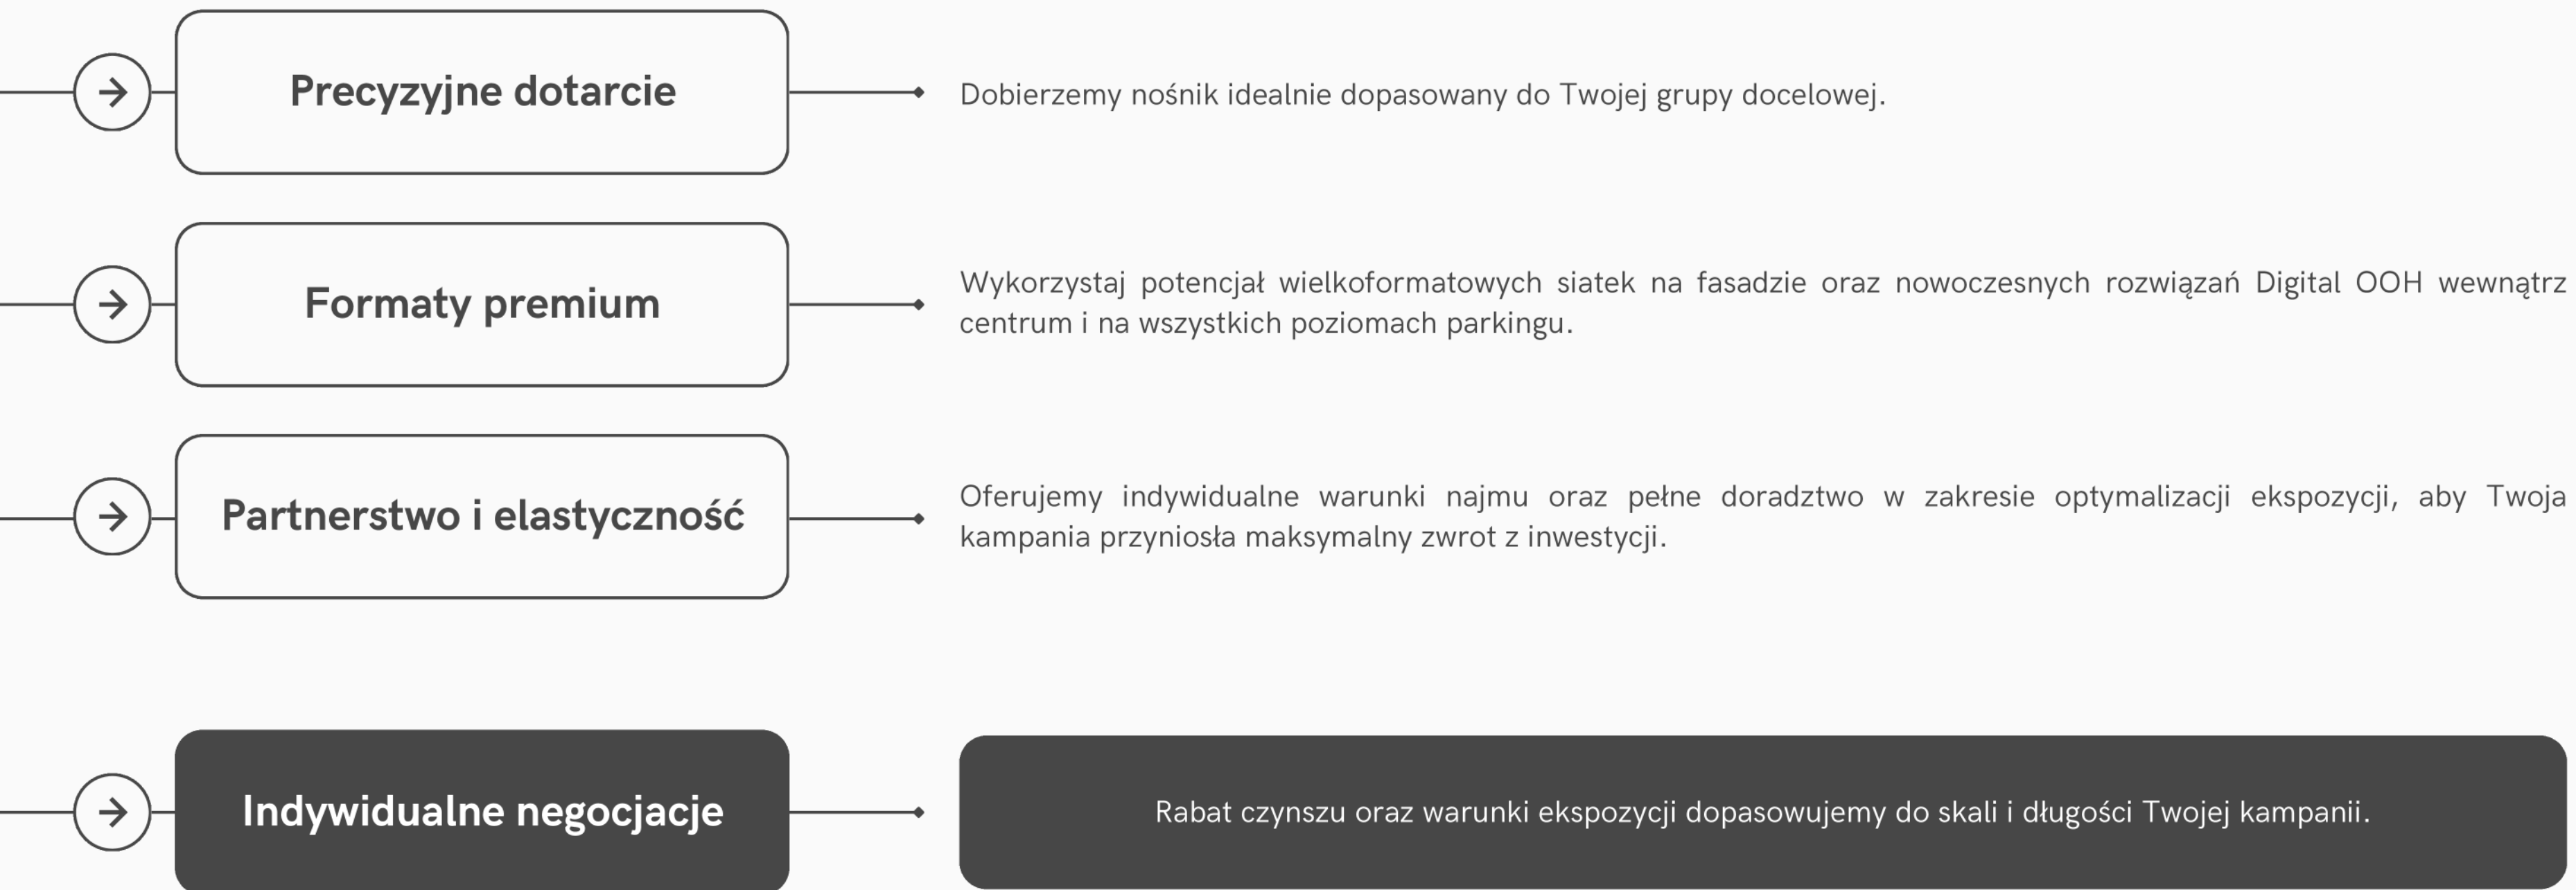 Precyzyjne dotarcie
Dobierzemy nośnik idealnie dopasowany do Twojej grupy docelowej.
Formaty premium
Wykorzystaj potencjał wielkoformatowych siatek na fasadzie oraz nowoczesnych rozwiązań Digital OOH wewnątrz
centrum i na wszystkich poziomach parkingu.
Partnerstwo i elastyczność
Oferujemy indywidualne warunki najmu oraz pełne doradztwo w zakresie optymalizacji ekspozycji, aby Twoja
kampania przyniosła maksymalny zwrot z inwestycji.
Indywidualne negocjacje
Rabat czynszu oraz warunki ekspozycji dopasowujemy do skali i długości Twojej kampanii.